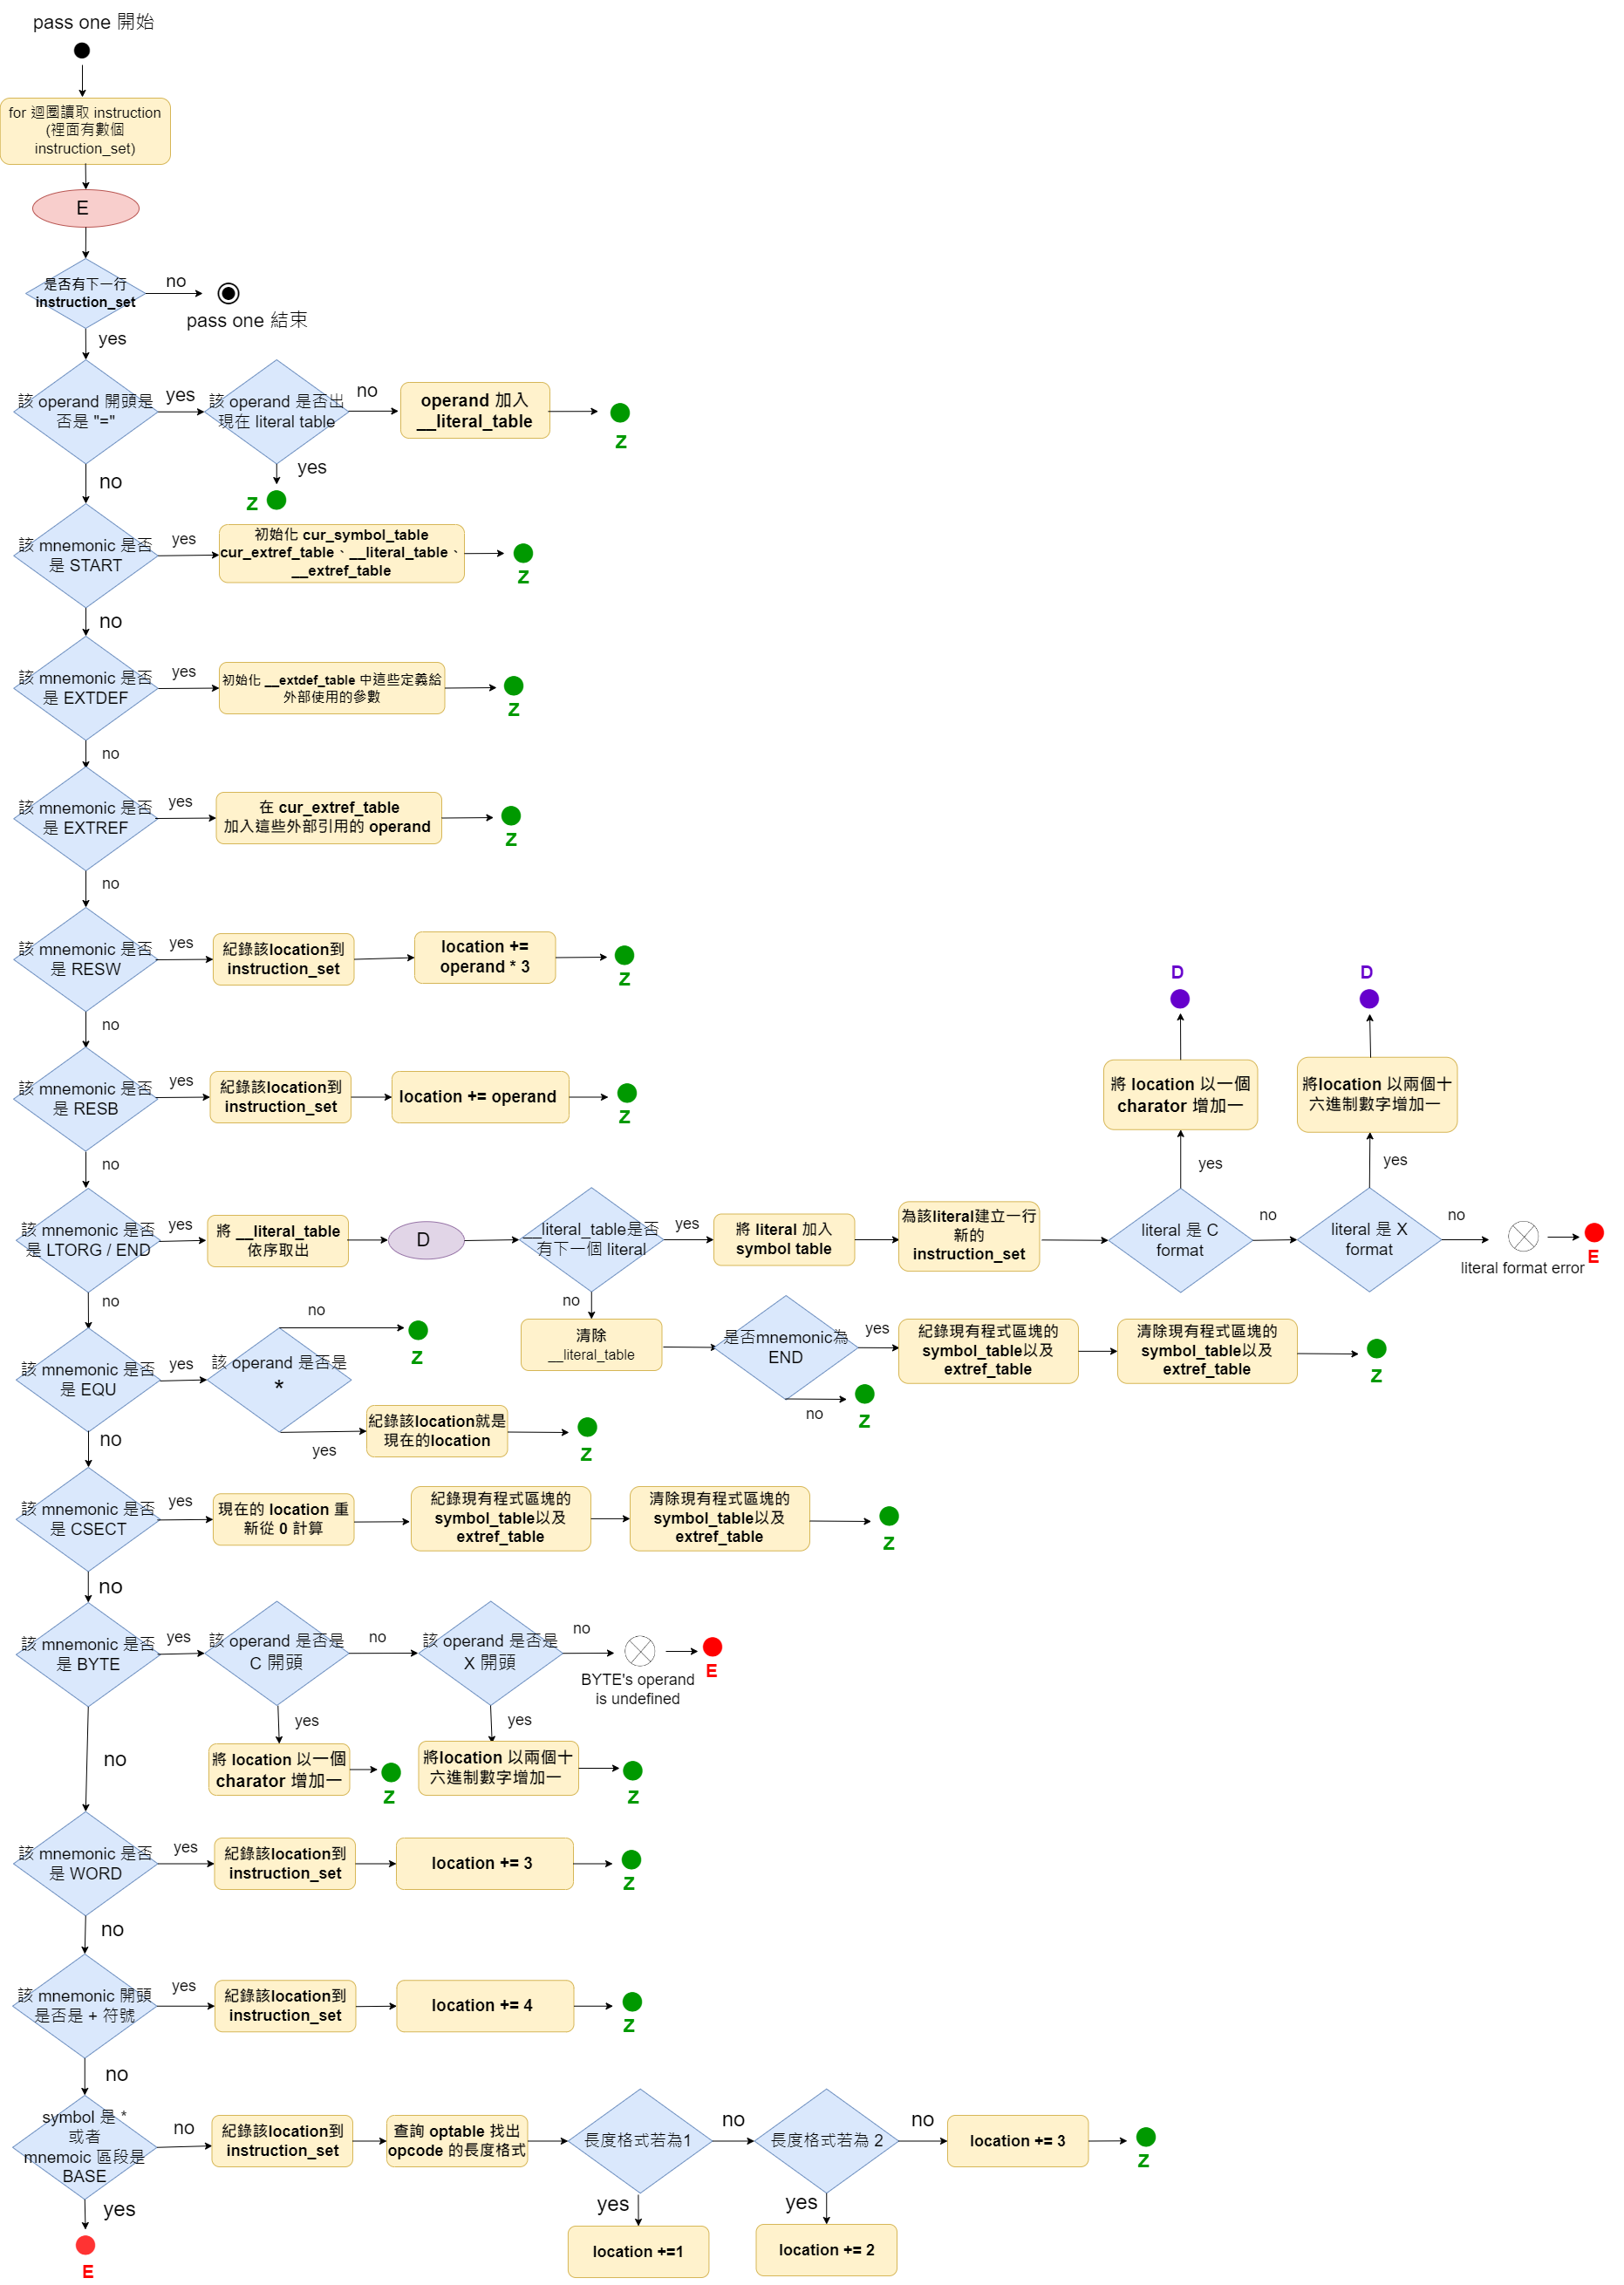 pass one 開始
for 迴圈讀取 instruction
(裡面有數個
instruction_set)
E
是否有下一行
instruction_set
no
pass one 結束
yes
該 operand 開頭是
否是 "="
yes
該 operand 是否出
現在 literal table
no
operand 加入
__literal_table
Z
yes
Z
no
該 mnemonic 是否
是 START
yes
初始化 cur_symbol_table
cur_extref_table、__literal_table、
__extref_table
Z
no
該 mnemonic 是否
是 EXTDEF
yes
初始化 __extdef_table 中這些定義給
外部使用的參數
Z
no
該 mnemonic 是否
是 EXTREF
yes
在 cur_extref_table
加入這些外部引用的 operand
Z
no
該 mnemonic 是否
是 RESW
yes
紀錄該location到
instruction_set
location +=
operand * 3
Z
no
該 mnemonic 是否
是 RESB
yes
紀錄該location到
instruction_set
location += operand
Z
no
D
D
將 location 以一個
charator 增加一
將location 以兩個十
六進制數字增加一
yes
yes
該 mnemonic 是否
是 LTORG / END
yes
將 __literal_table
依序取出
D
__literal_table是否
有下一個 literal
yes
將 literal 加入
symbol table
為該literal建立一行
新的
instruction_set
literal 是 C
format
no
literal 是 X
format
no
literal format error
E
no
no
清除
__literal_table
是否mnemonic為
END
yes
紀錄現有程式區塊的
symbol_table以及
extref_table
清除現有程式區塊的
symbol_table以及
extref_table
Z
no
Z
該 mnemonic 是否
是 EQU
yes
該 operand 是否是
*
no
Z
yes
紀錄該location就是
現在的location
Z
no
該 mnemonic 是否
是 CSECT
yes
現在的 location 重
新從 0 計算
紀錄現有程式區塊的
symbol_table以及
extref_table
清除現有程式區塊的
symbol_table以及
extref_table
Z
no
該 mnemonic 是否
是 BYTE
yes
該 operand 是否是
C 開頭
no
該 operand 是否是
X 開頭
no
BYTE's operand
is undefined
E
yes
將 location 以一個
charator 增加一
Z
yes
將location 以兩個十
六進制數字增加一
Z
no
該 mnemonic 是否
是 WORD
yes
紀錄該location到
instruction_set
location += 3
Z
no
該 mnemonic 開頭
是否是 + 符號
yes
紀錄該location到
instruction_set
location += 4
Z
no
symbol 是 *
或者
mnemoic 區段是
BASE
no
紀錄該location到
instruction_set
查詢 optable 找出
opcode 的長度格式
長度格式若為1
no
長度格式若為 2
no
location += 3
Z
yes
E
yes
location +=1
yes
location += 2